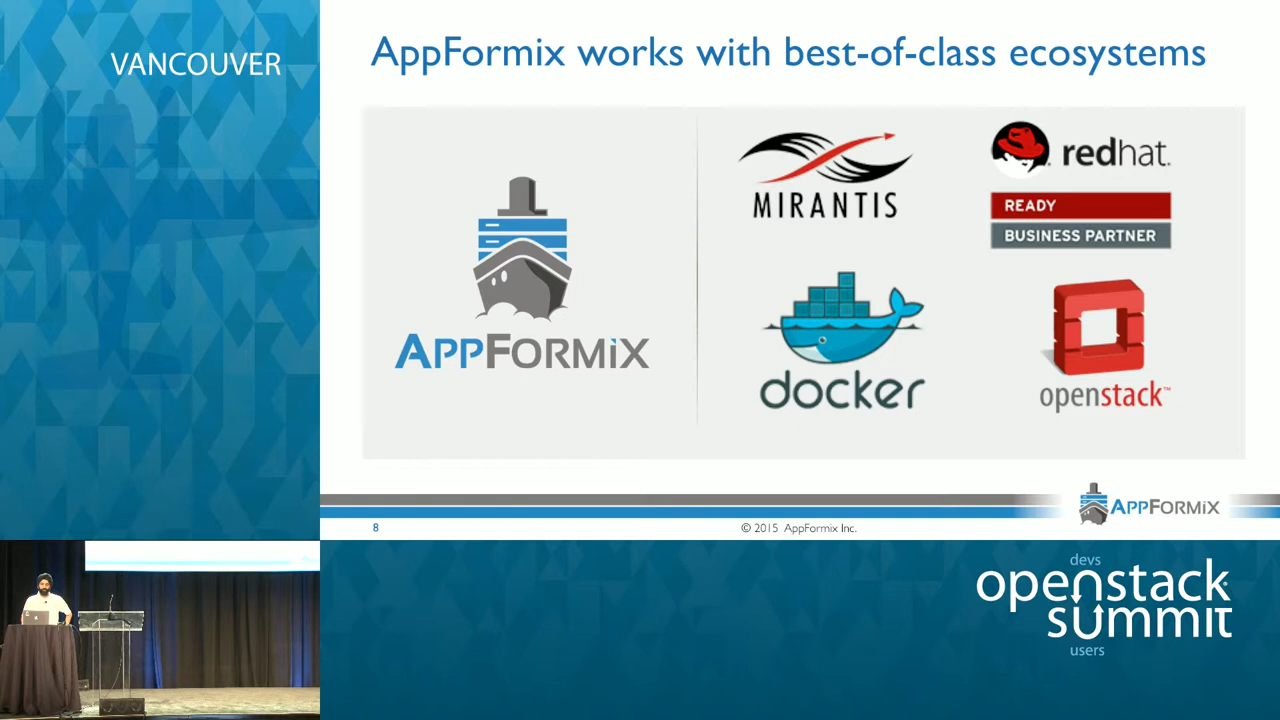 VANCOUVER
AppFormix works with best-of-class ecosystems
APPFORMIX
MIRANTIS
redhat.
READY
BUSINESS PARTNER
docker
openstack™
8
© 2015 AppFormix Inc.
APPFORMIX
devs
openstack
summit
users